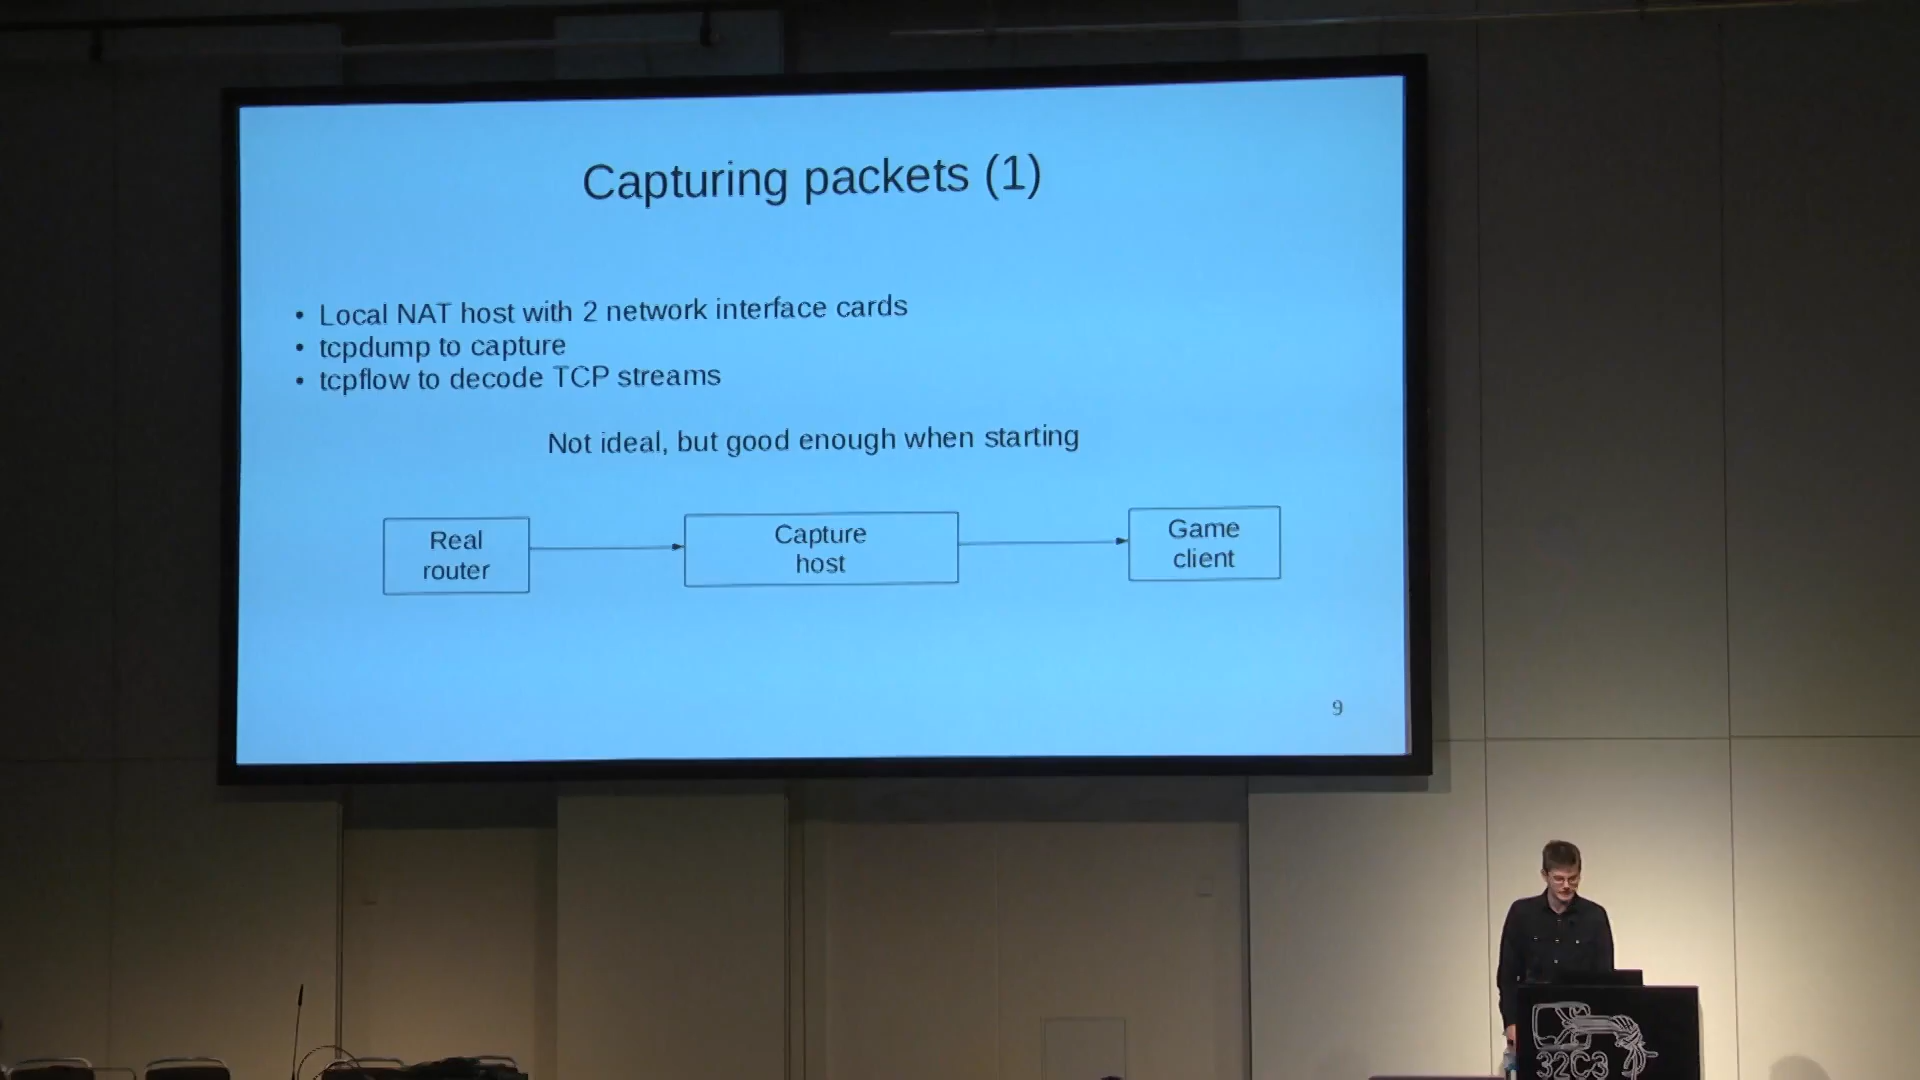 Capturing packets (1)
• Local NAT host with 2 network interface cards
• tcpdump to capture
• tcpflow to decode TCP streams
Not ideal, but good enough when starting
Real
router
Capture
host
Game
client
9
32C3